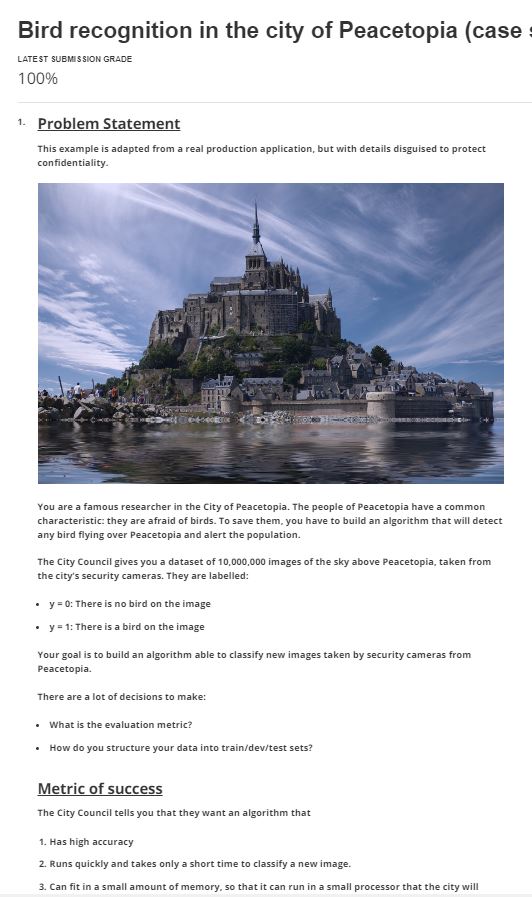 Bird recognition in the city of Peacetopia (case
LATEST SUBMISSION GRADE
100%
1. Problem Statement
This example is adapted from a real production application, but with details disguised to protect
confidentiality.
You are a famous researcher in the City of Peacetopia. The people of Peacetopia have a common
characteristic: they are afraid of birds. To save them, you have to build an algorithm that will detect
any bird flying over Peacetopia and alert the population.
The City Council gives you a dataset of 10,000,000 images of the sky above Peacetopia, taken from
the city's security cameras. They are labelled:
• y = 0: There is no bird on the image
• y = 1: There is a bird on the image
Your goal is to build an algorithm able to classify new images taken by security cameras from
Peacetopia.
There are a lot of decisions to make:
• What is the evaluation metric?
• How do you structure your data into train/dev/test sets?
Metric of success
The City Council tells you that they want an algorithm that
1. Has high accuracy
2. Runs quickly and takes only a short time to classify a new image.
3. Can fit in a small amount of memory, so that it can run in a small processor that the city will